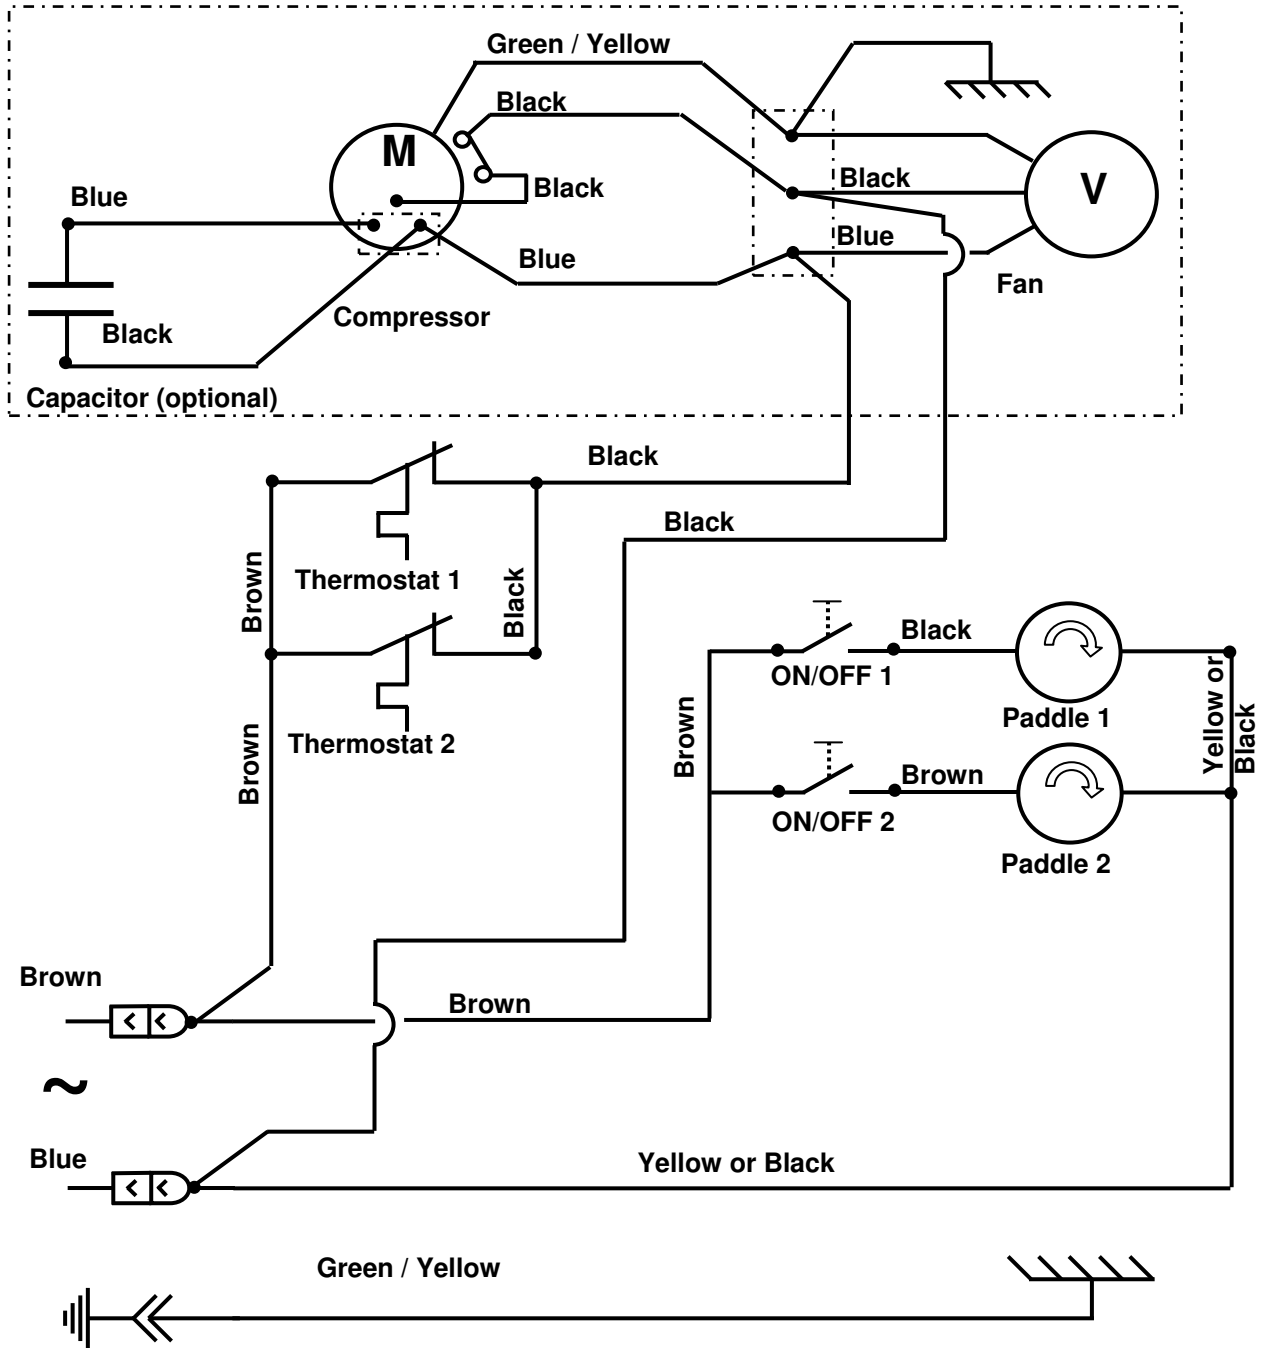 Green / Yellow
Black
M
Black
Black
V
Blue
Blue
Blue
Fan
Compressor
Black
Capacitor (optional)
Black
Black
Brown
Thermostat 1
Black
Black
ON/OFF 1
Paddle 1
Yellow or
Black
Thermostat 2
Brown
Brown
Brown
ON/OFF 2
Paddle 2
Brown
Brown
~
Blue
Yellow or Black
Green / Yellow